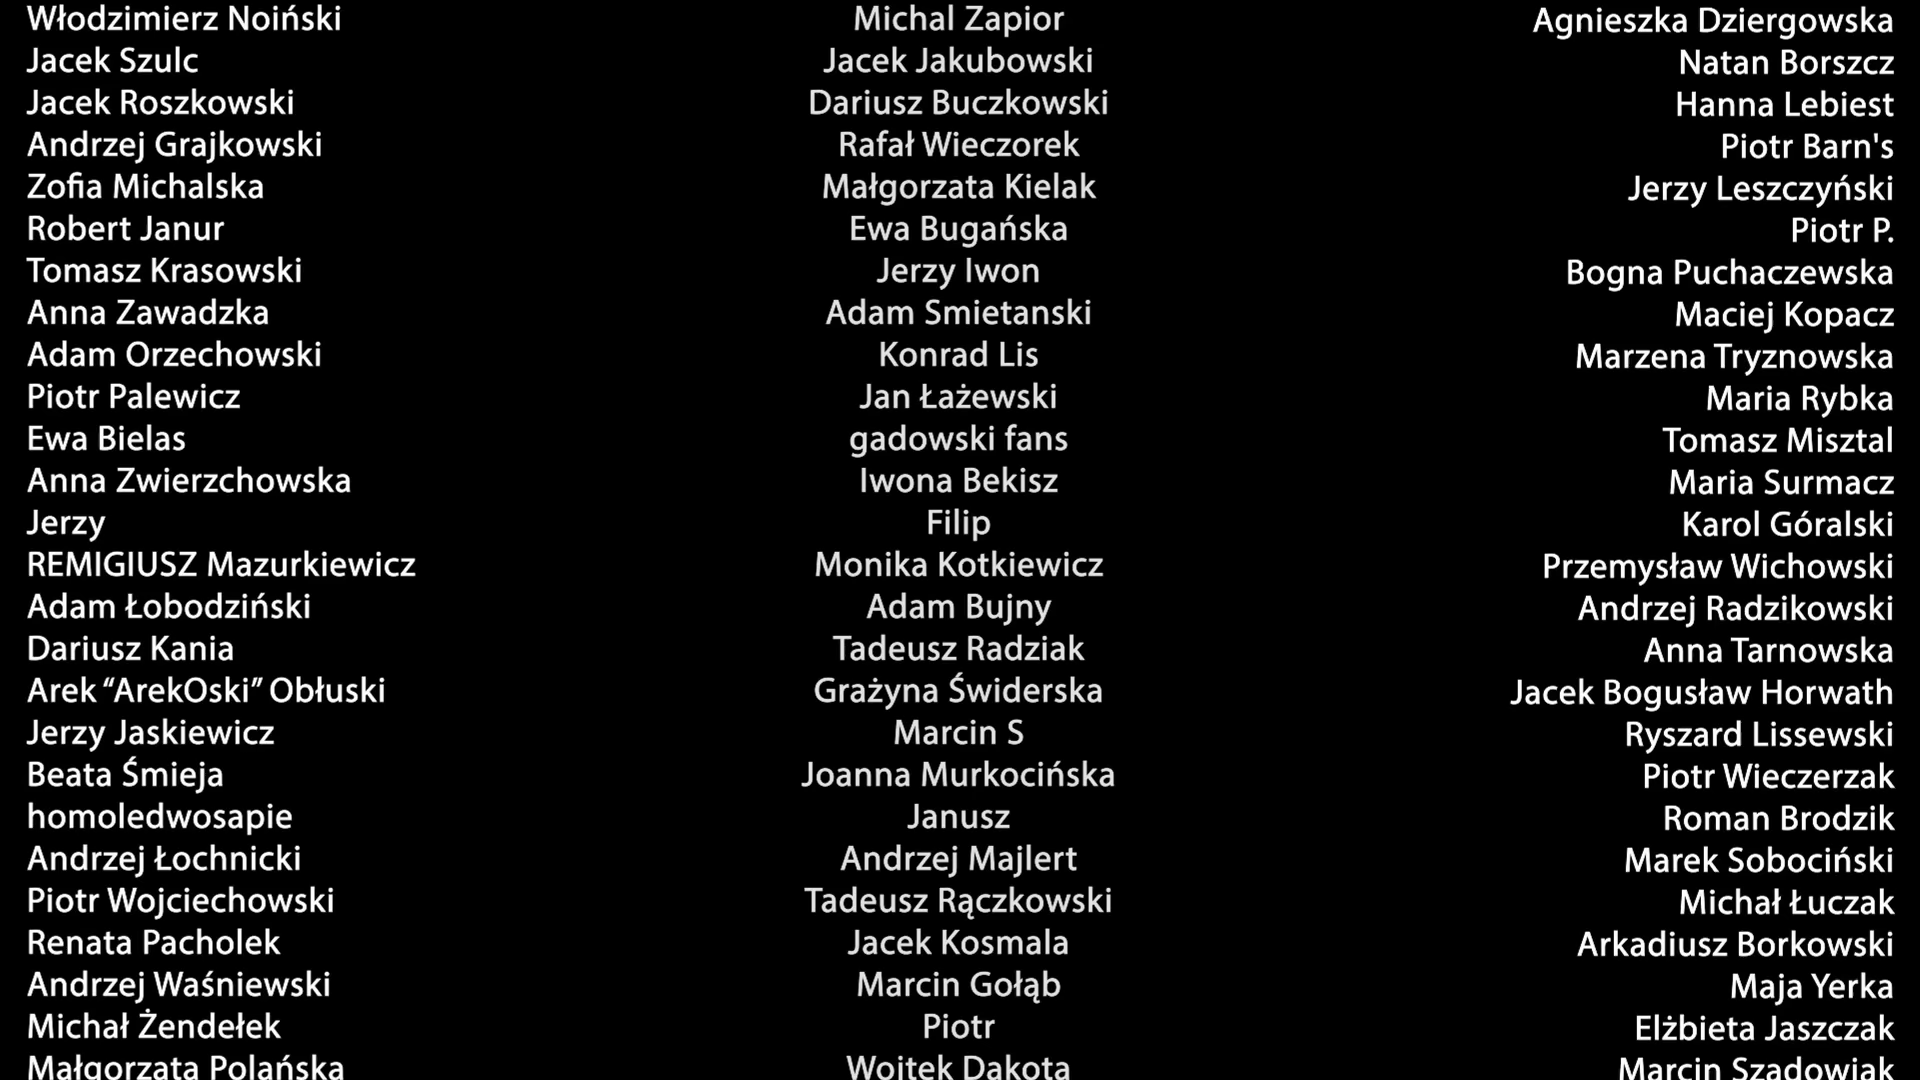 Włodzimierz Noiński
Jacek Szulc
Jacek Roszkowski
Andrzej Grajkowski
Zofia Michalska
Robert Janur
Tomasz Krasowski
Anna Zawadzka
Adam Orzechowski
Piotr Palewicz
Ewa Bielas
Anna Zwierzchowska
Jerzy
REMIGIUSZ Mazurkiewicz
Adam Łobodziński
Dariusz Kania
Arek “ArekOski” Obłuski
Jerzy Jaskiewicz
Beata Śmieja
homoledwosapie
Andrzej Łochnicki
Piotr Wojciechowski
Renata Pacholek
Andrzej Waśniewski
Michał Żendełek
Małgorzata Polańska
Michal Zapior
Jacek Jakubowski
Dariusz Buczkowski
Rafał Wieczorek
Małgorzata Kielak
Ewa Bugańska
Jerzy Iwon
Adam Smietanski
Konrad Lis
Jan Łażewski
gadowski fans
Iwona Bekisz
Filip
Monika Kotkiewicz
Adam Bujny
Tadeusz Radziak
Grażyna Świderska
Marcin S
Joanna Murkocińska
Janusz
Andrzej Majlert
Tadeusz Rączkowski
Jacek Kosmala
Marcin Gołąb
Piotr
Wojtek Dakota
Agnieszka Dziergowska
Natan Borszcz
Hanna Lebiest
Piotr Barn's
Jerzy Leszczyński
Piotr P.
Bogna Puchaczewska
Maciej Kopacz
Marzena Tryznowska
Maria Rybka
Tomasz Misztal
Maria Surmacz
Karol Góralski
Przemysław Wichowski
Andrzej Radzikowski
Anna Tarnowska
Jacek Bogusław Horwath
Ryszard Lissewski
Piotr Wieczerzak
Roman Brodzik
Marek Sobociński
Michał Łuczak
Arkadiusz Borkowski
Maja Yerka
Elżbieta Jaszczak
Marcin Szadowiak